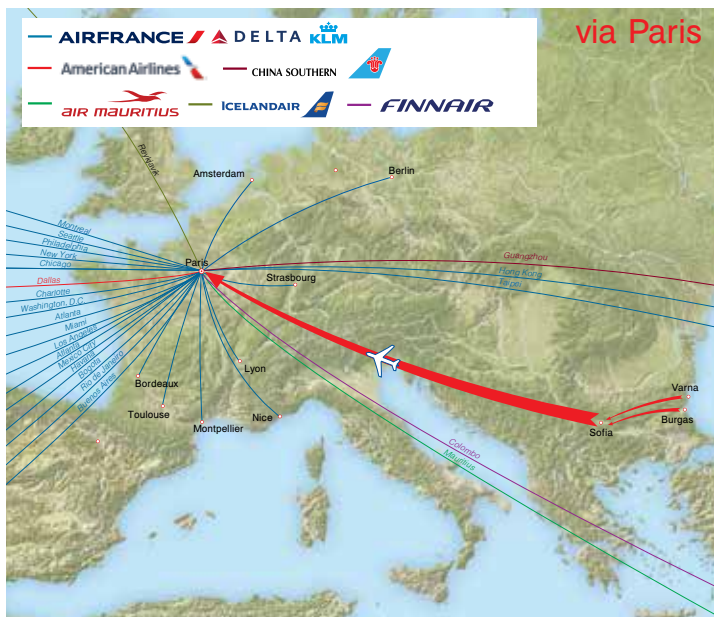 via Paris
AIRFRANCE DELTA KLM
American Airlines CHINA SOUTHERN
AIR MAURITIUS ICELANDAIR FINNAIR
Reykjavik
Amsterdam
Berlin
Montreal
Seattle
Philadelphia
New York
Chicago
Paris
Guangzhou
Hong Kong
Taipei
Dallas
Strasbourg
Charlotte
Washington, D.C.
Atlanta
Miami
Los Angeles
Atlanta
Mexico City
Havana
Bogota
Rio de Janeiro
Buenos Aires
Lyon
Bordeaux
Toulouse
Montpellier
Nice
Varna
Burgas
Sofia
Colombo
Mauritus